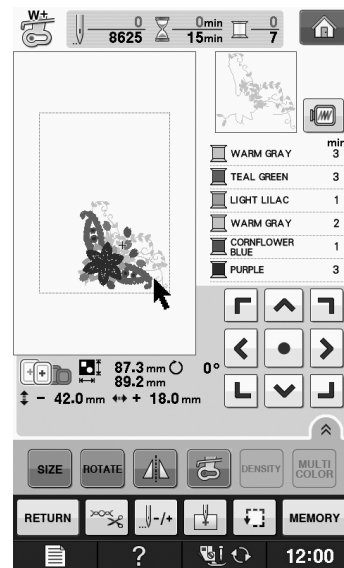 W+
0 0min 0
8625 15min 7
min
WARM GRAY 3
TEAL GREEN 3
LIGHT LILAC 1
WARM GRAY 2
CORNFLOWER
BLUE 1
PURPLE 3
87.3 mm 0°
89.2 mm
- 42.0 mm + 18.0 mm
SIZE ROTATE DENSITY MULTI
COLOR
RETURN -/+ MEMORY
? 12:00